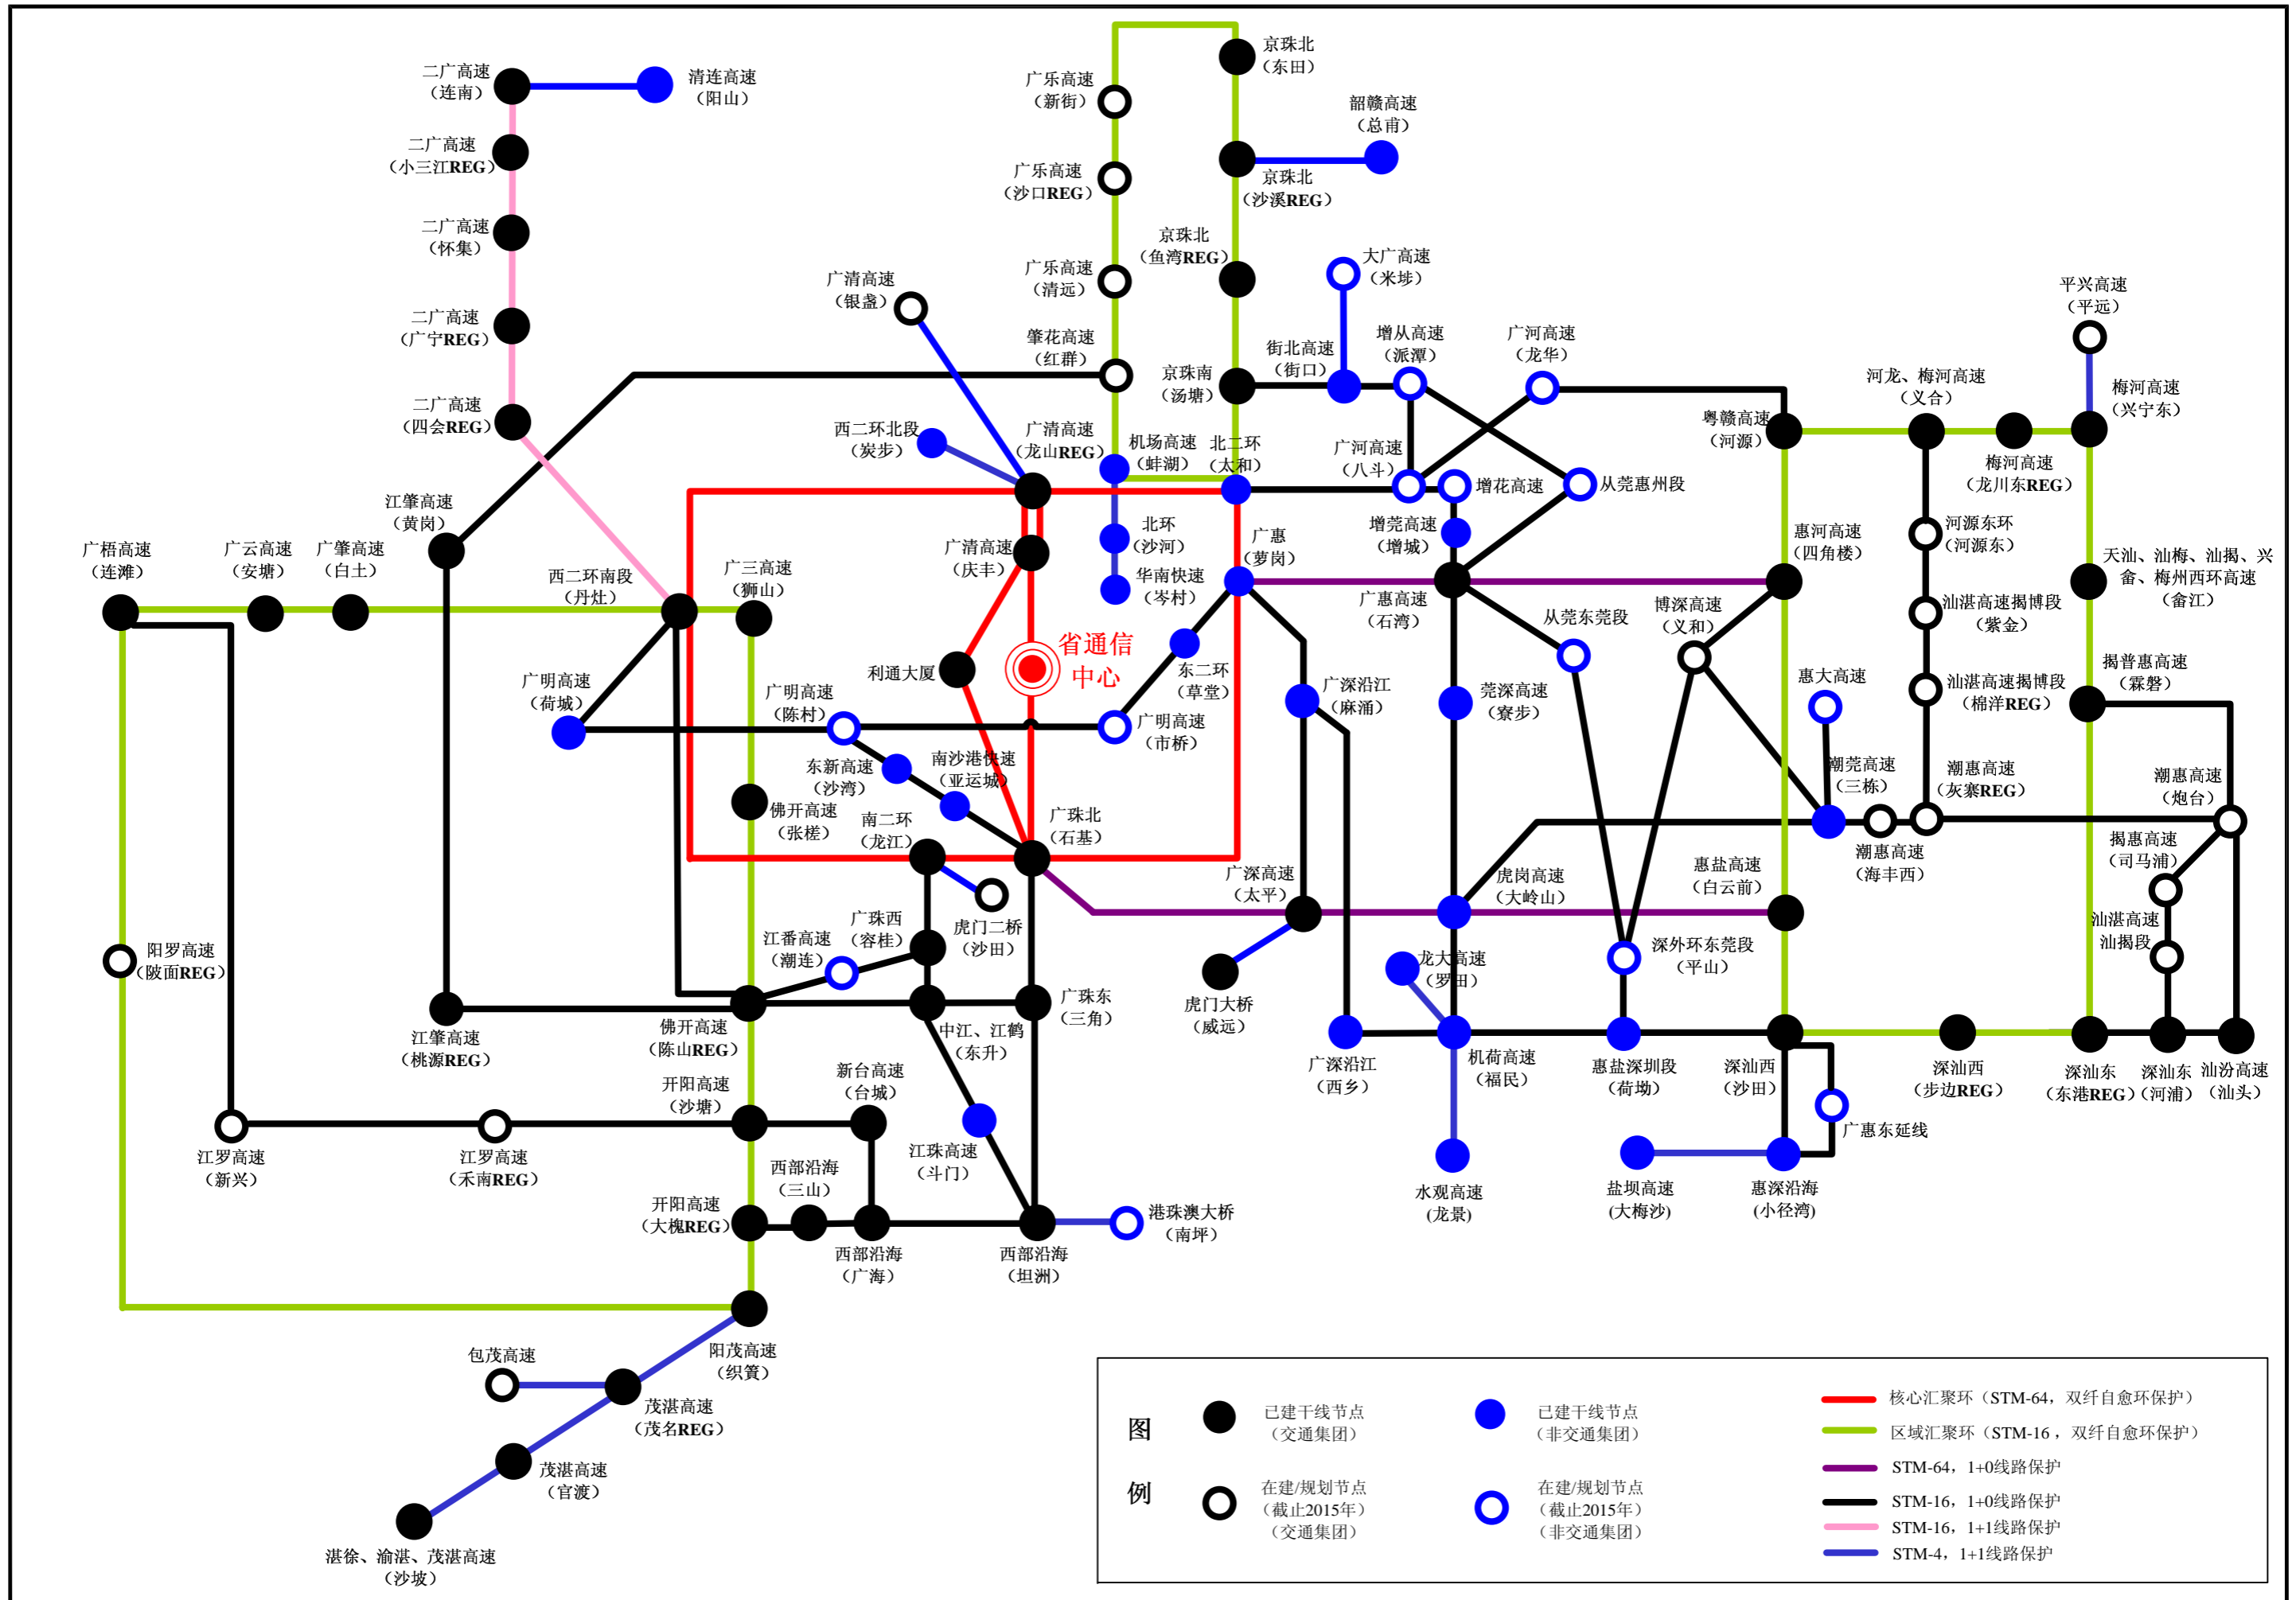 二广高速
（连南）
清连高速
（阳山）
二广高速
（小三江REG）
二广高速
（怀集）
二广高速
（广宁REG）
二广高速
（四会REG）
广乐高速
（新街）
广乐高速
（沙口REG）
广乐高速
（清远）
肇花高速
（红群）
京珠北
（东田）
韶赣高速
（总甫）
京珠北
（沙溪REG）
京珠北
（鱼湾REG）
京珠南
（汤塘）
大广高速
（米埗）
街北高速
（街口）
增从高速
（派潭）
广河高速
（龙华）
平兴高速
（平远）
广清高速
（银盏）
西二环北段
（炭步）
广清高速
（龙山REG）
机场高速
（蚌湖）
北二环
（太和）
广河高速
（八斗）
增花高速
从莞惠州段
粤赣高速
（河源）
河龙、梅河高速
（义合）
梅河高速
（龙川东REG）
梅河高速
（兴宁东）
江肇高速
（黄岗）
广梧高速
（连滩）
广云高速
（安塘）
广肇高速
（白土）
西二环南段
（丹灶）
广三高速
（狮山）
广清高速
（庆丰）
北环
（沙河）
华南快速
（岑村）
广惠
（萝岗）
增莞高速
（增城）
广惠高速
（石湾）
惠河高速
（四角楼）
河源东环
（河源东）
天汕、汕梅、汕揭、兴
畲、梅州西环高速
（畲江）
汕湛高速揭博段
（紫金）
汕湛高速揭博段
（棉洋REG）
揭普惠高速
（霖磐）
博深高速
（义和）
从莞东莞段
省通信
中心
利通大厦
东二环
（草堂）
广明高速
（荷城）
广明高速
（陈村）
广明高速
（市桥）
广深沿江
（麻涌）
莞深高速
（寮步）
惠大高速
东新高速
（沙湾）
南沙港快速
（亚运城）
潮莞高速
（三栋）
潮惠高速
（灰寨REG）
潮惠高速
（炮台）
佛开高速
（张槎）
南二环
（龙江）
广珠北
（石基）
潮惠高速
（海丰西）
揭惠高速
（司马浦）
广深高速
（太平）
虎岗高速
（大岭山）
惠盐高速
（白云前）
阳罗高速
（陂面REG）
江番高速
（潮连）
广珠西
（容桂）
虎门二桥
（沙田）
汕湛高速
汕揭段
虎门大桥
（威远）
龙大高速
（罗田）
深外环东莞段
（平山）
江肇高速
（桃源REG）
佛开高速
（陈山REG）
中江、江鹤
（东升）
广珠东
（三角）
广深沿江
（西乡）
机荷高速
（福民）
惠盐深圳段
（荷坳）
深汕西
（沙田）
深汕西
（步边REG）
深汕东
（东港REG）
深汕东
（河浦）
汕汾高速
（汕头）
开阳高速
（沙塘）
新台高速
（台城）
广惠东延线
江罗高速
（新兴）
江罗高速
（禾南REG）
西部沿海
（三山）
江珠高速
（斗门）
水观高速
(龙景)
盐坝高速
(大梅沙)
惠深沿海
(小径湾)
开阳高速
（大槐REG）
西部沿海
（广海）
西部沿海
（坦洲）
港珠澳大桥
（南坪）
阳茂高速
（织篢）
包茂高速
茂湛高速
（茂名REG）
茂湛高速
（官渡）
湛徐、渝湛、茂湛高速
（沙坡）
图
例
已建干线节点
（交通集团）
已建干线节点
（非交通集团）
在建/规划节点
（截止2015年）
（交通集团）
在建/规划节点
（截止2015年）
（非交通集团）
核心汇聚环（STM-64，双纤自愈环保护）
区域汇聚环（STM-16 ，双纤自愈环保护）
STM-64，1+0线路保护
STM-16，1+0线路保护
STM-16，1+1线路保护
STM-4，1+1线路保护